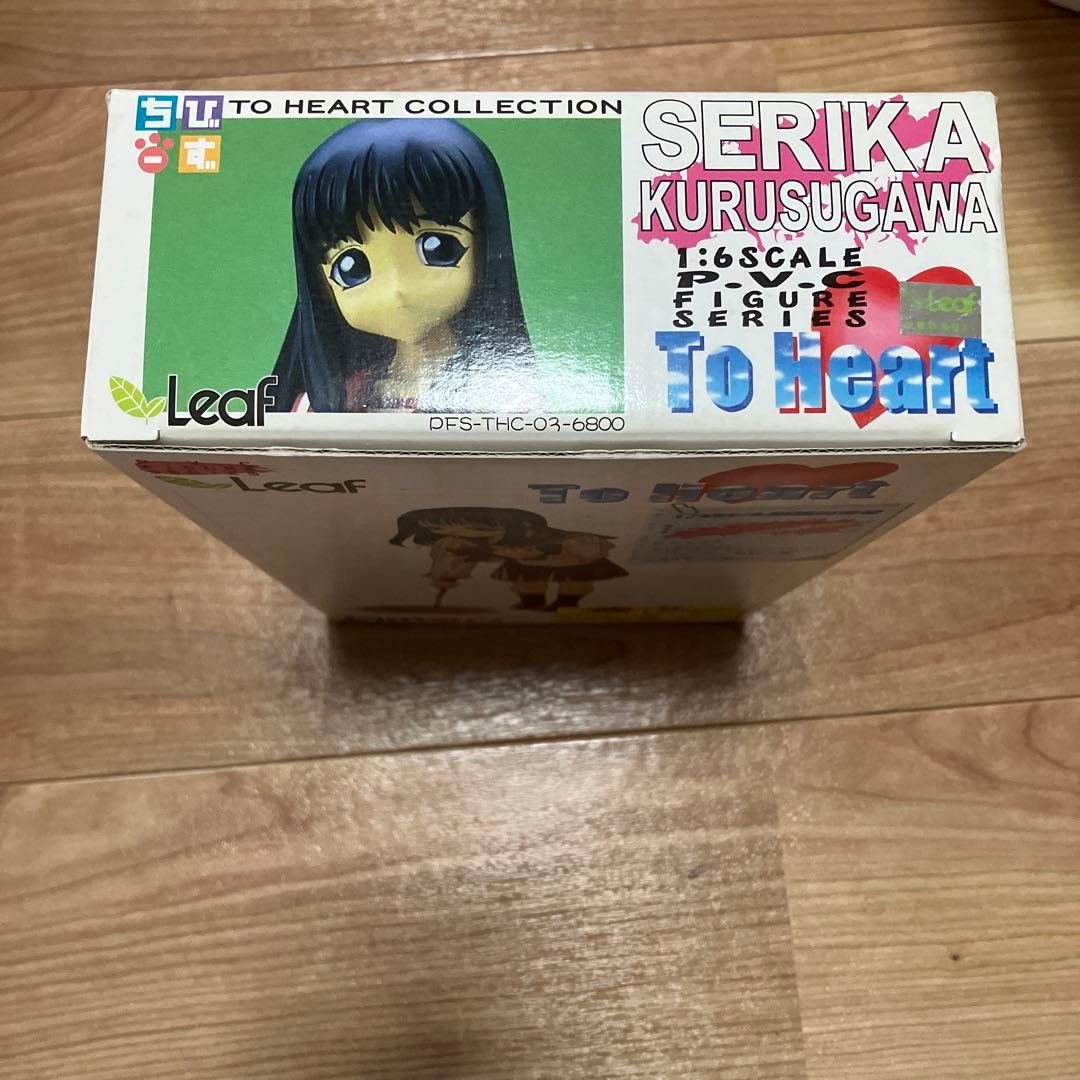 ちびーず
TO HEART COLLECTION
SERIKA
KURUSUGAWA
1:6SCALE
P.V.C
FIGURE
SERIES
Leaf
To Heart
Leaf
PFS-THC-03-6800
Leaf
To Heart